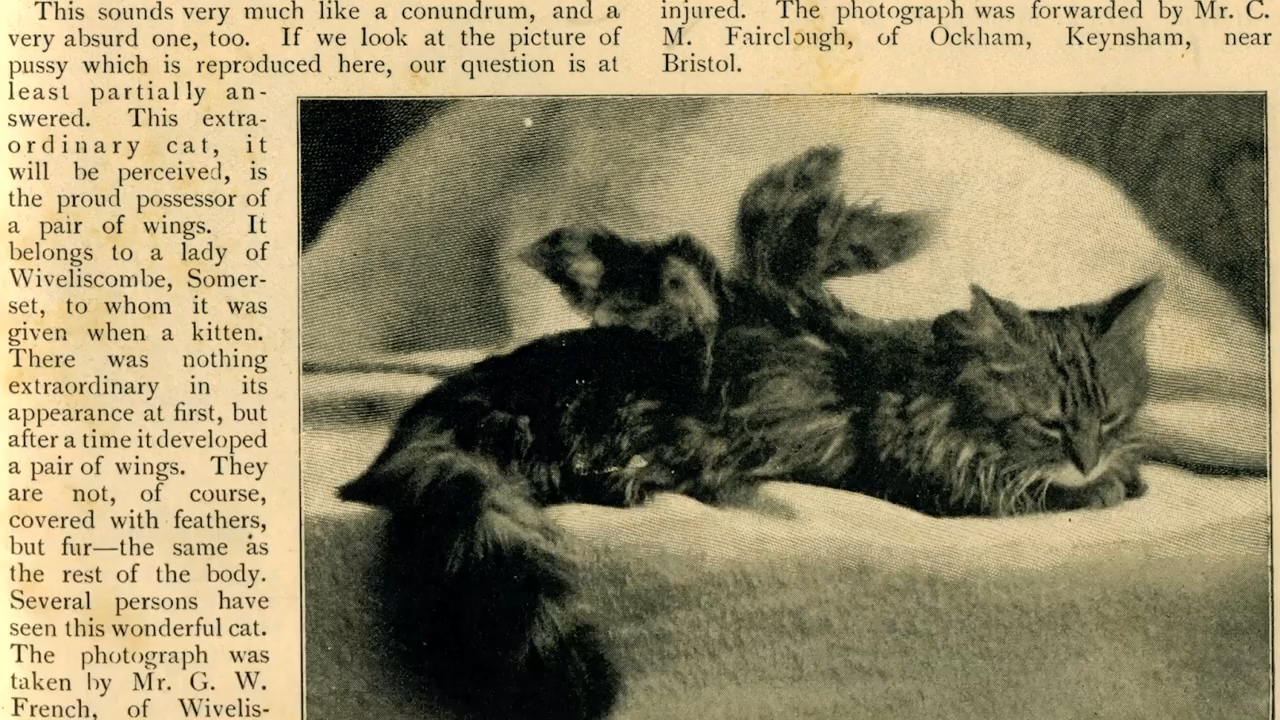 This sounds very much like a conundrum, and a
very absurd one, too. If we look at the picture of
pussy which is reproduced here, our question is at
least partially an-
swered. This extra-
ordinary cat, it
will be perceived, is
the proud possessor of
a pair of wings. It
belongs to a lady of
Wiveliscombe, Somer-
set, to whom it was
given when a kitten.
There was nothing
extraordinary in its
appearance at first, but
after a time it developed
a pair of wings. They
are not, of course,
covered with feathers,
but fur—the same as
the rest of the body.
Several persons have
seen this wonderful cat.
The photograph was
taken by Mr. G. W.
French, of Wivelis-
injured. The photograph was forwarded by Mr. C.
M. Fairclough, of Ockham, Keynsham, near
Bristol.